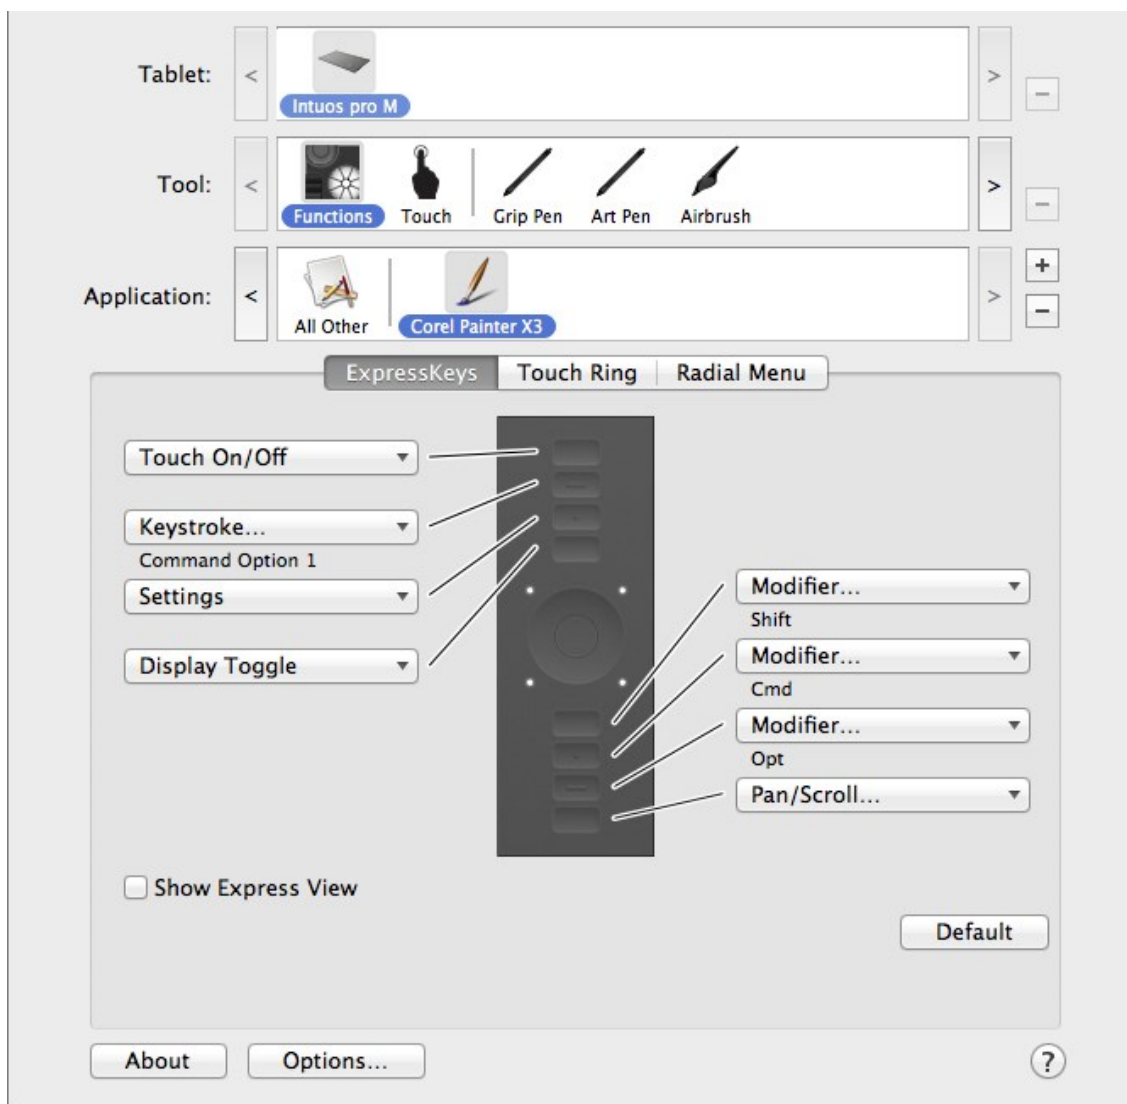 Tablet:
<
>
−
Intuos pro M
Tool:
<
>
−
Functions
Touch
Grip Pen
Art Pen
Airbrush
Application:
<
>
+
−
All Other
Corel Painter X3
ExpressKeys
Touch Ring
Radial Menu
Touch On/Off
Keystroke...
Command Option 1
Settings
Display Toggle
Modifier...
Shift
Modifier...
Cmd
Modifier...
Opt
Pan/Scroll...
Show Express View
Default
About
Options...
?